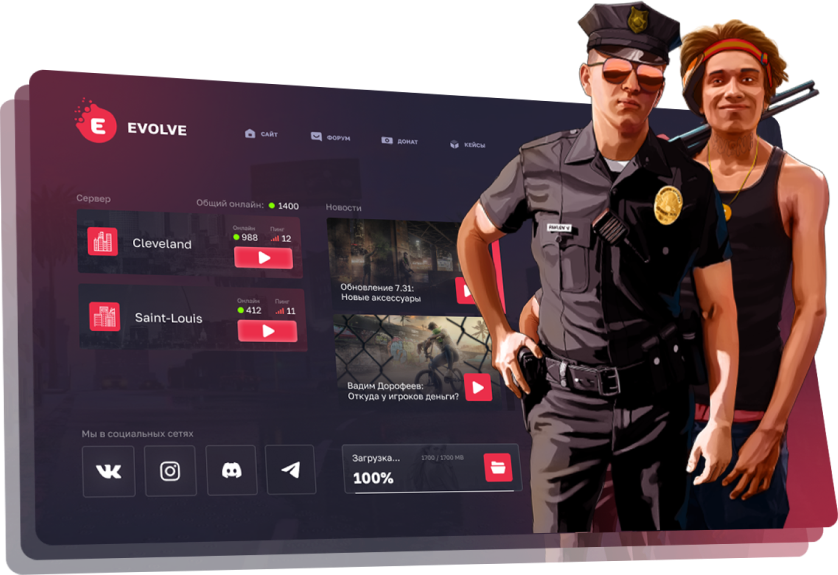 E EVOLVE
САЙТ ФОРУМ ДОНАТ КЕЙСЫ
Сервер
Общий онлайн: 1400
Новости
Cleveland
Онлайн Пинг
988 12
Saint-Louis
Онлайн Пинг
412 11
Обновление 7.31:
Новые аксессуары
Вадим Дорофеев:
Откуда у игроков деньги?
Мы в социальных сетях
Загрузка...
1700 / 1700 MB
100%